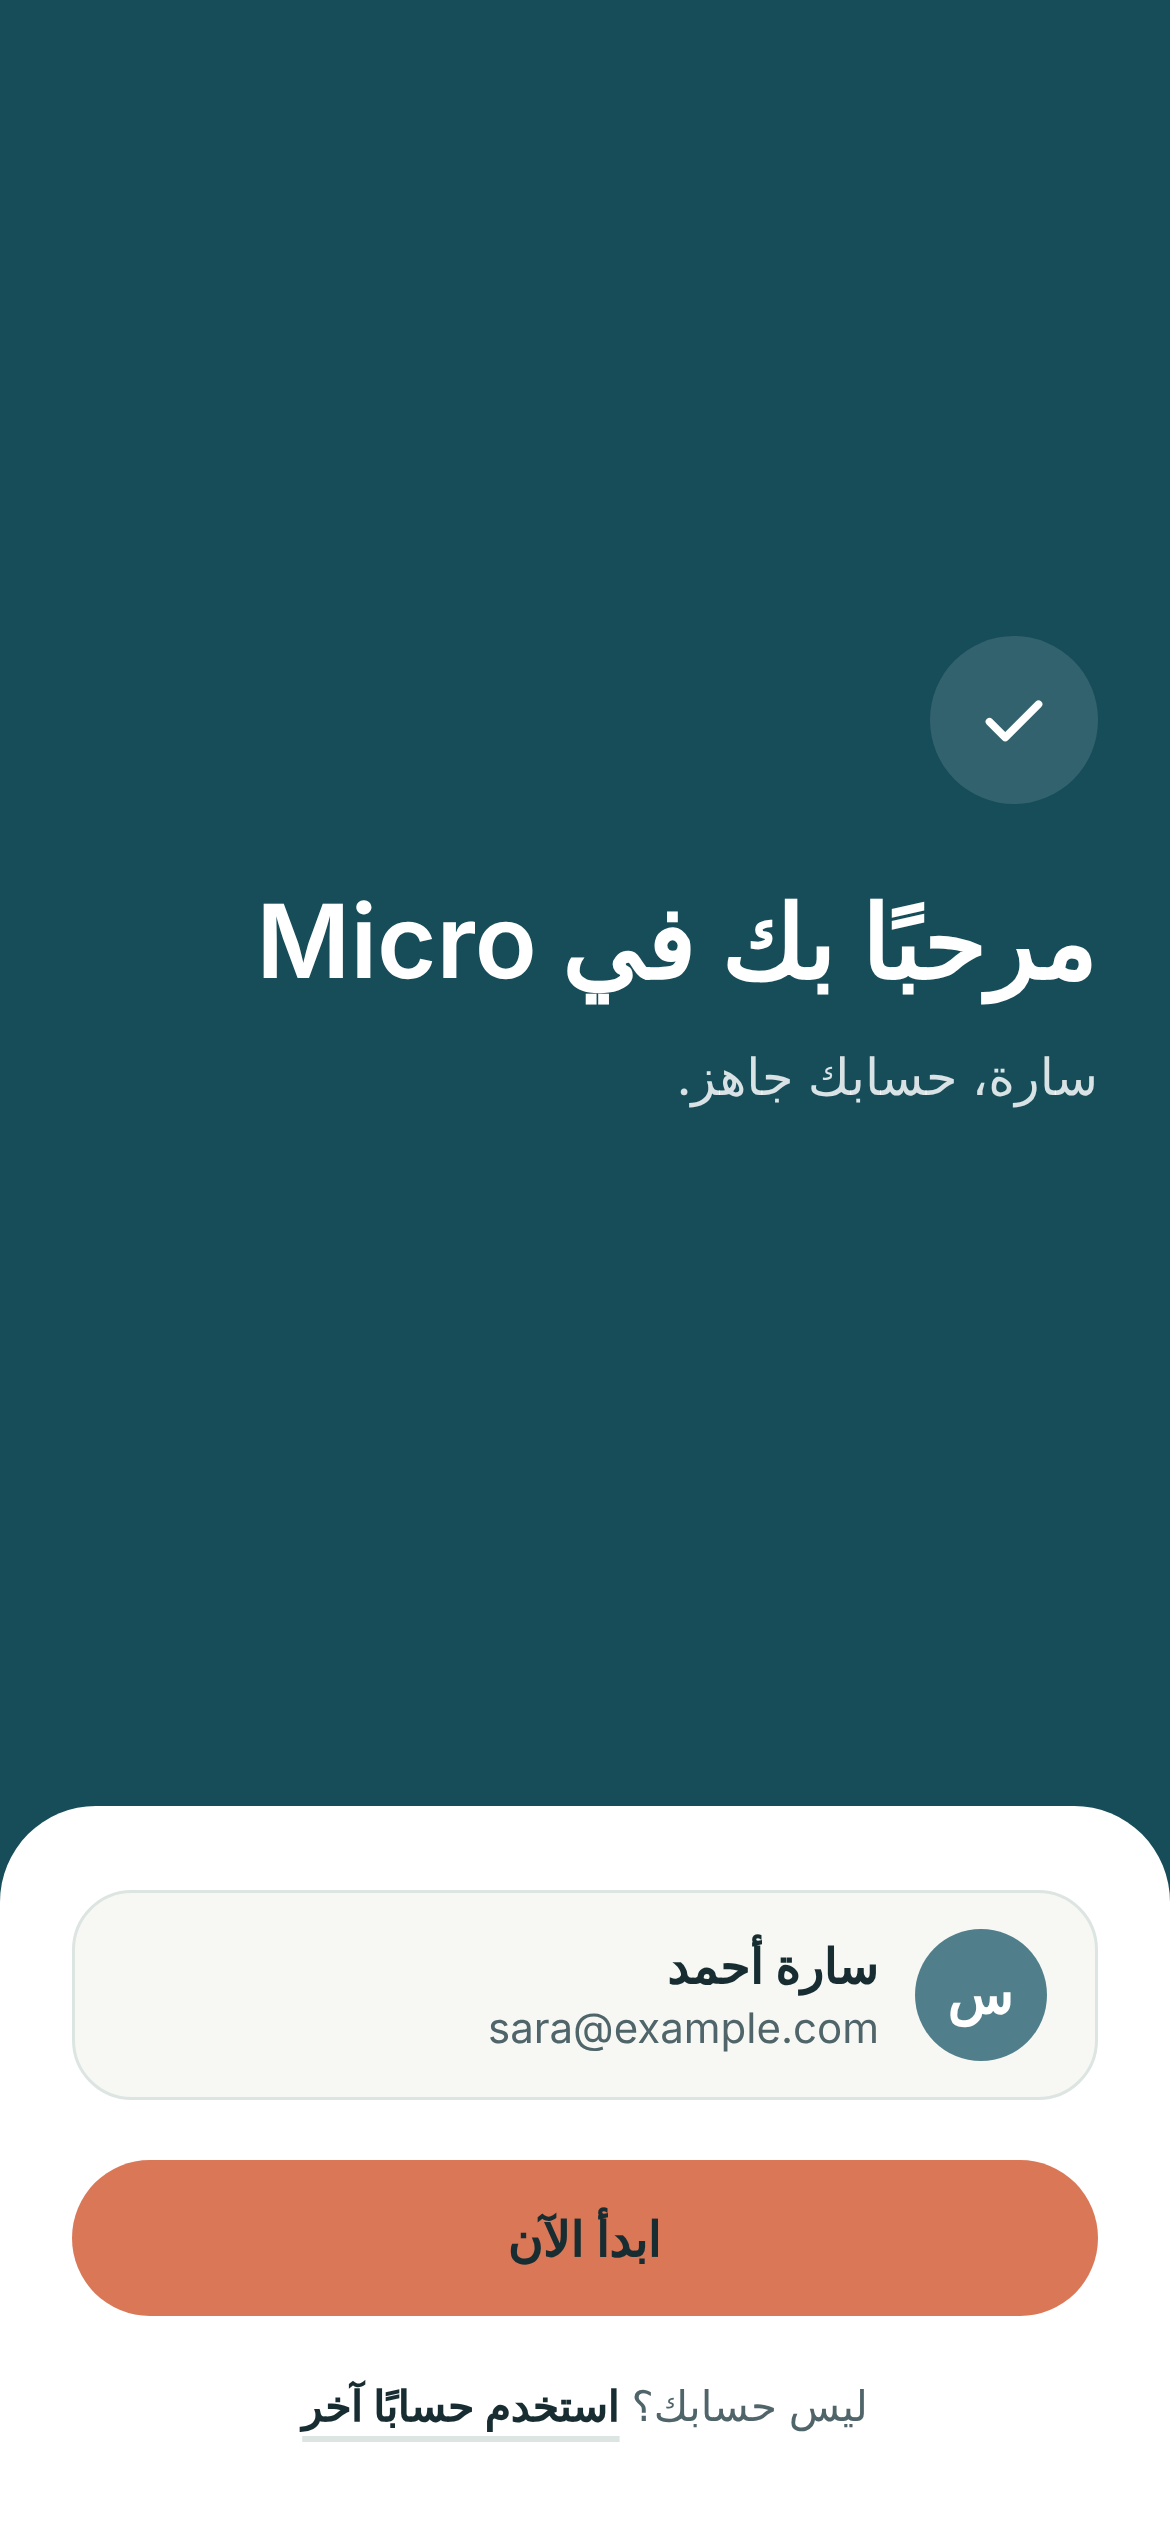 مرحبًا بك في Micro
سارة، حسابك جاهز.
س
سارة أحمد
sara@example.com
ابدأ الآن
ليس حسابك؟ استخدم حسابًا آخر